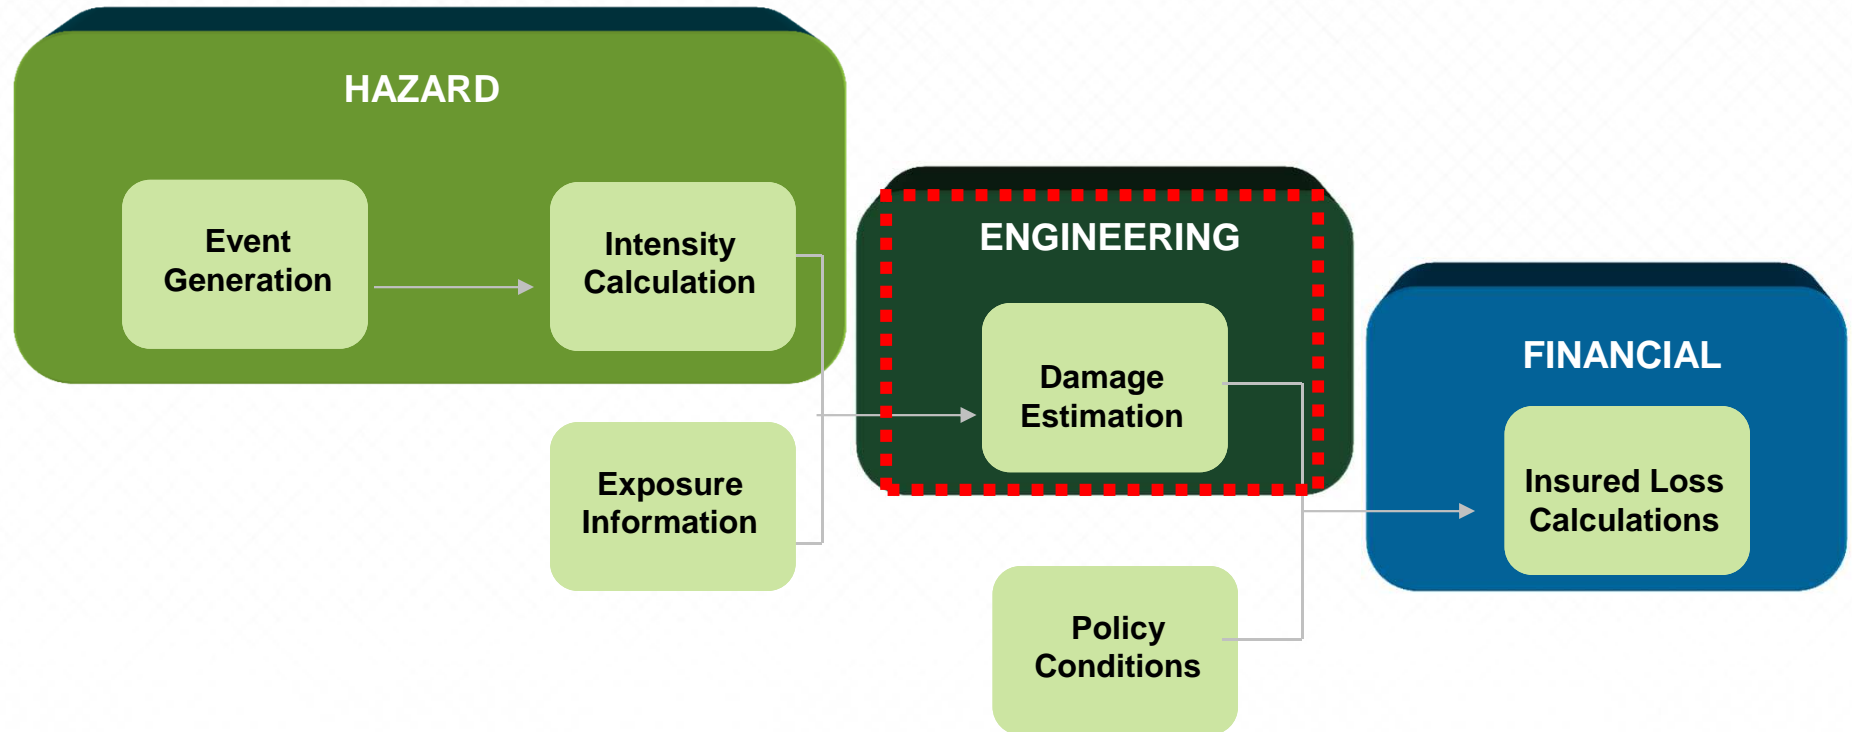 HAZARD
Event
Generation
Intensity
Calculation
Exposure
Information
ENGINEERING
Damage
Estimation
Policy
Conditions
FINANCIAL
Insured Loss
Calculations